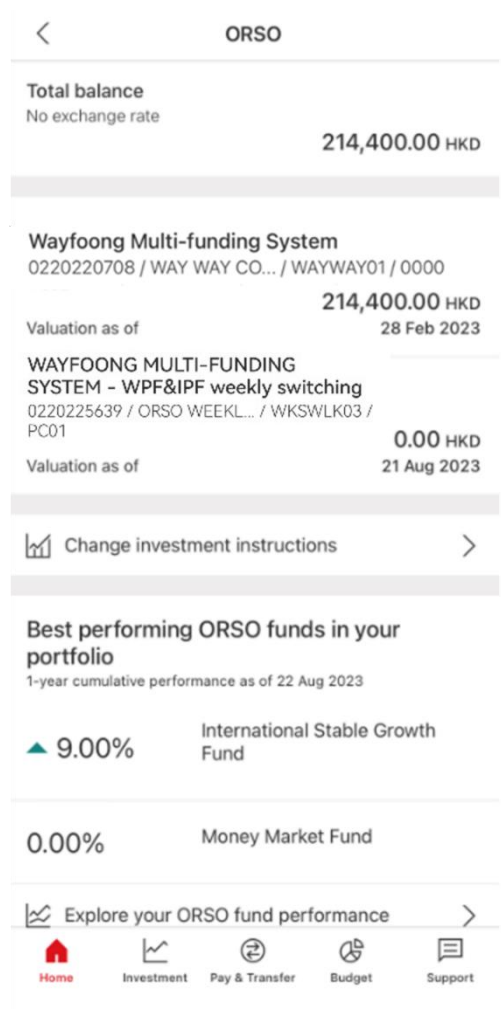 ORSO
Total balance
No exchange rate
214,400.00 HKD
Wayfoong Multi-funding System
0220220708 / WAY WAY CO... / WAYWAY01 / 0000
214,400.00 HKD
Valuation as of 28 Feb 2023
WAYFOONG MULTI-FUNDING
SYSTEM - WPF&IPF weekly switching
0220225639 / ORSO WEEKL... / WKSWLK03 /
PC01
0.00 HKD
Valuation as of 21 Aug 2023
Change investment instructions
Best performing ORSO funds in your
portfolio
1-year cumulative performance as of 22 Aug 2023
9.00% International Stable Growth
Fund
0.00% Money Market Fund
Explore your ORSO fund performance
Home Investment Pay & Transfer Budget Support